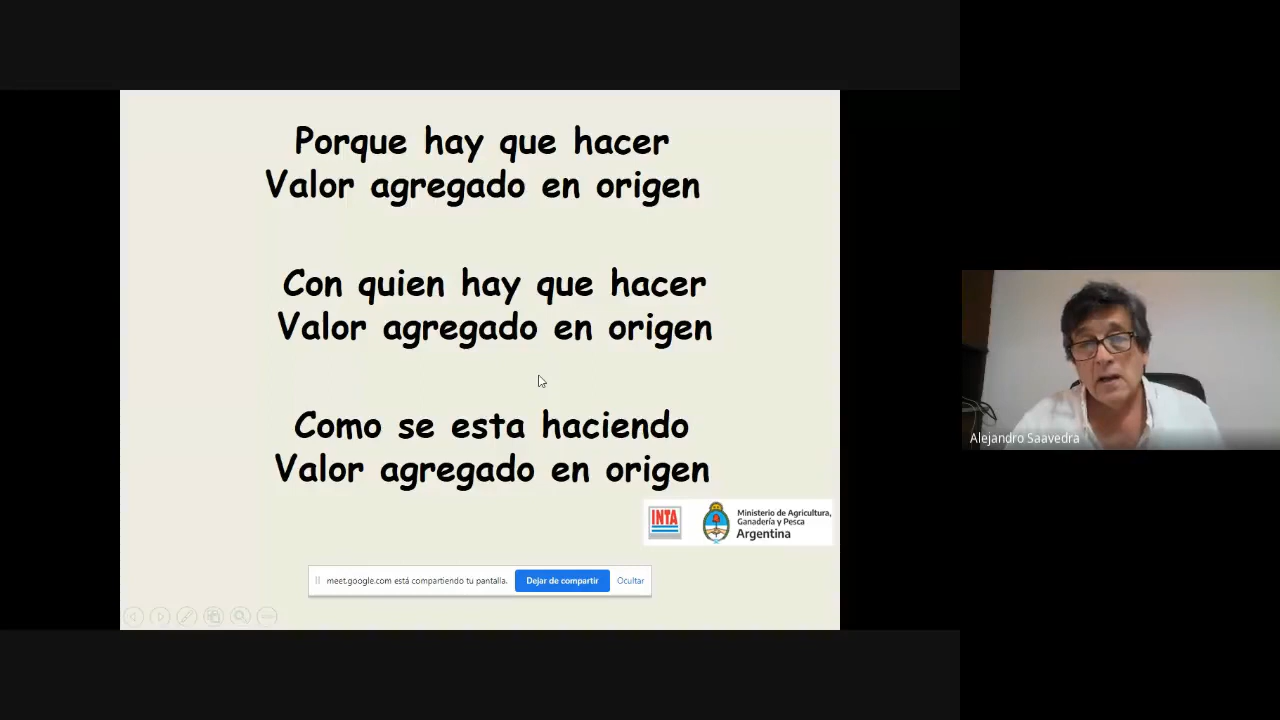 Porque hay que hacer
Valor agregado en origen
Con quien hay que hacer
Valor agregado en origen
Como se esta haciendo
Valor agregado en origen
INTA
Ministerio de Agricultura,
Ganadería y Pesca
Argentina
meet.google.com está compartiendo tu pantalla.
Dejar de compartir
Ocultar
Alejandro Saavedra